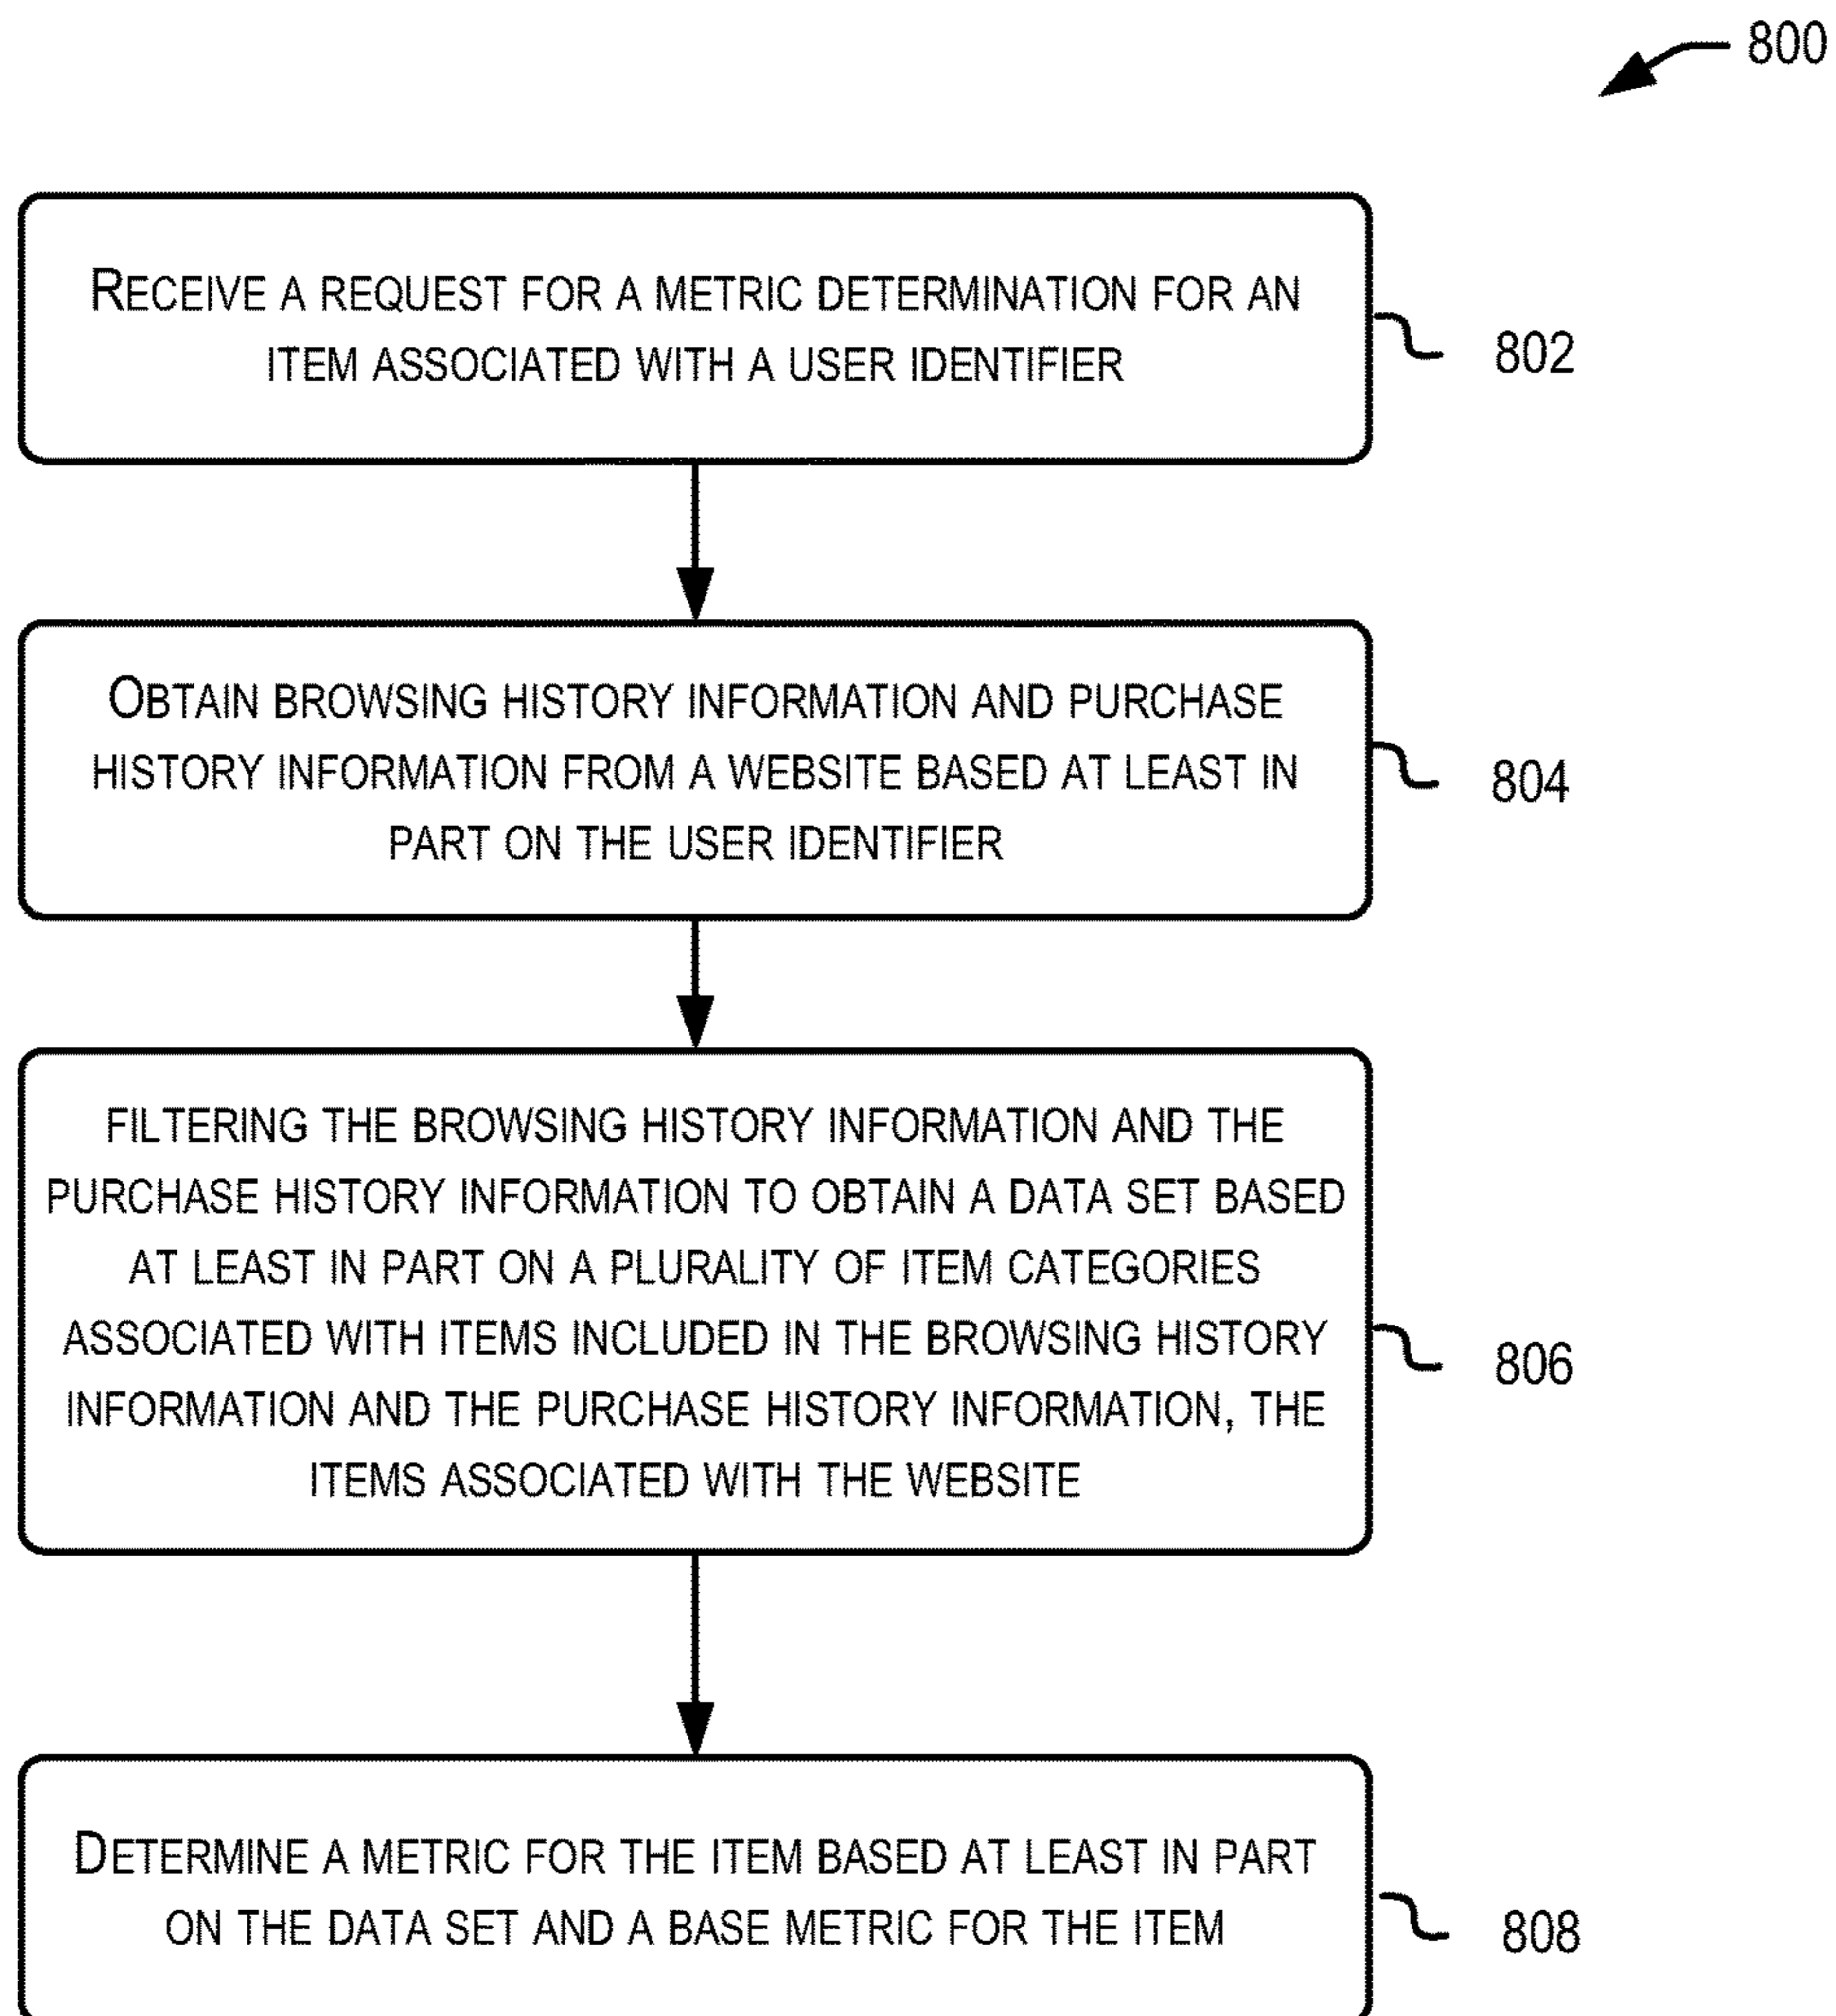 800
RECEIVE A REQUEST FOR A METRIC DETERMINATION FOR AN
ITEM ASSOCIATED WITH A USER IDENTIFIER
802
OBTAIN BROWSING HISTORY INFORMATION AND PURCHASE
HISTORY INFORMATION FROM A WEBSITE BASED AT LEAST IN
PART ON THE USER IDENTIFIER
804
FILTERING THE BROWSING HISTORY INFORMATION AND THE
PURCHASE HISTORY INFORMATION TO OBTAIN A DATA SET BASED
AT LEAST IN PART ON A PLURALITY OF ITEM CATEGORIES
ASSOCIATED WITH ITEMS INCLUDED IN THE BROWSING HISTORY
INFORMATION AND THE PURCHASE HISTORY INFORMATION, THE
ITEMS ASSOCIATED WITH THE WEBSITE
806
DETERMINE A METRIC FOR THE ITEM BASED AT LEAST IN PART
ON THE DATA SET AND A BASE METRIC FOR THE ITEM
808